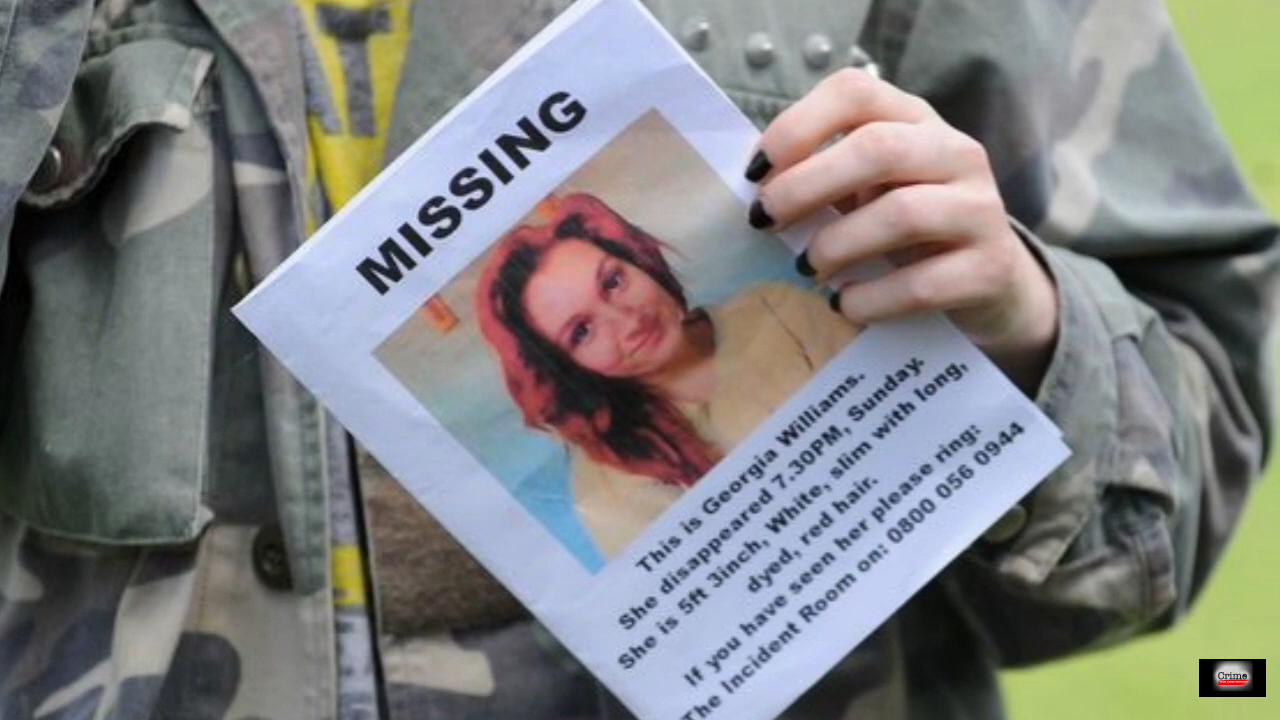 MISSING
This is Georgia Williams.
She disappeared 7.30PM, Sunday.
She is 5ft 3inch, White, slim with long,
dyed, red hair.
If you have seen her please ring:
The Incident Room on: 0800 056 0944
Crime